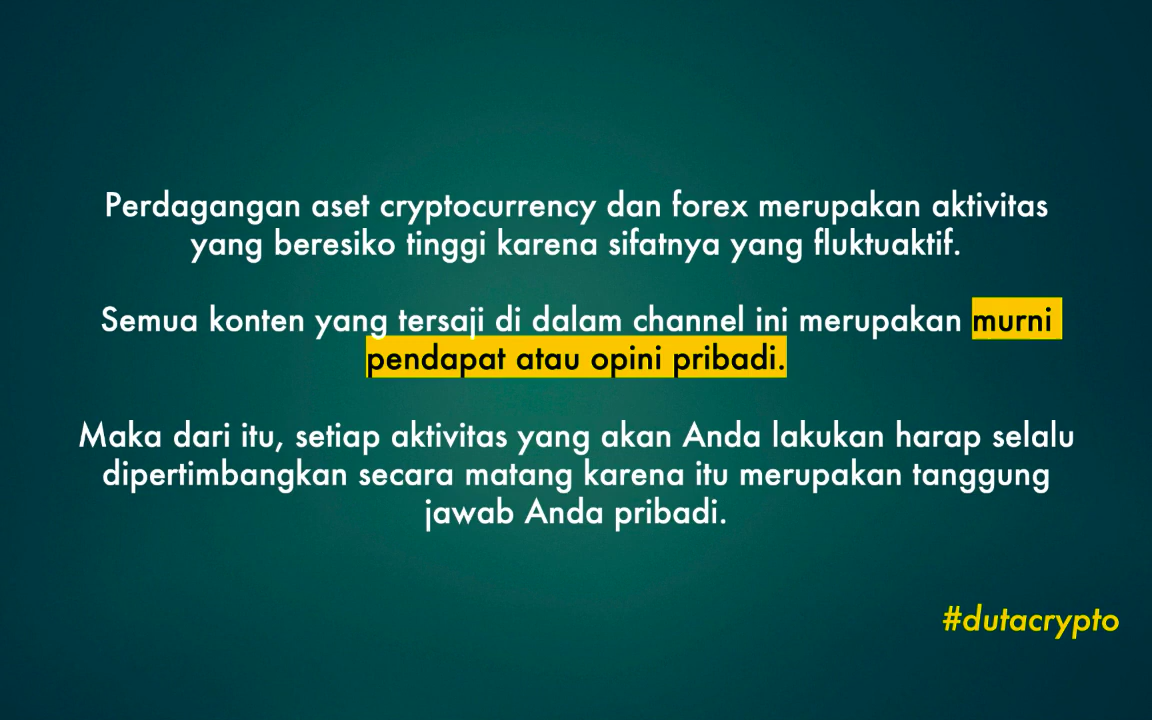 Perdagangan aset cryptocurrency dan forex merupakan aktivitas
yang beresiko tinggi karena sifatnya yang fluktuaktif.
Semua konten yang tersaji di dalam channel ini merupakan murni
pendapat atau opini pribadi.
Maka dari itu, setiap aktivitas yang akan Anda lakukan harap selalu
dipertimbangkan secara matang karena itu merupakan tanggung
jawab Anda pribadi.
#dutacrypto